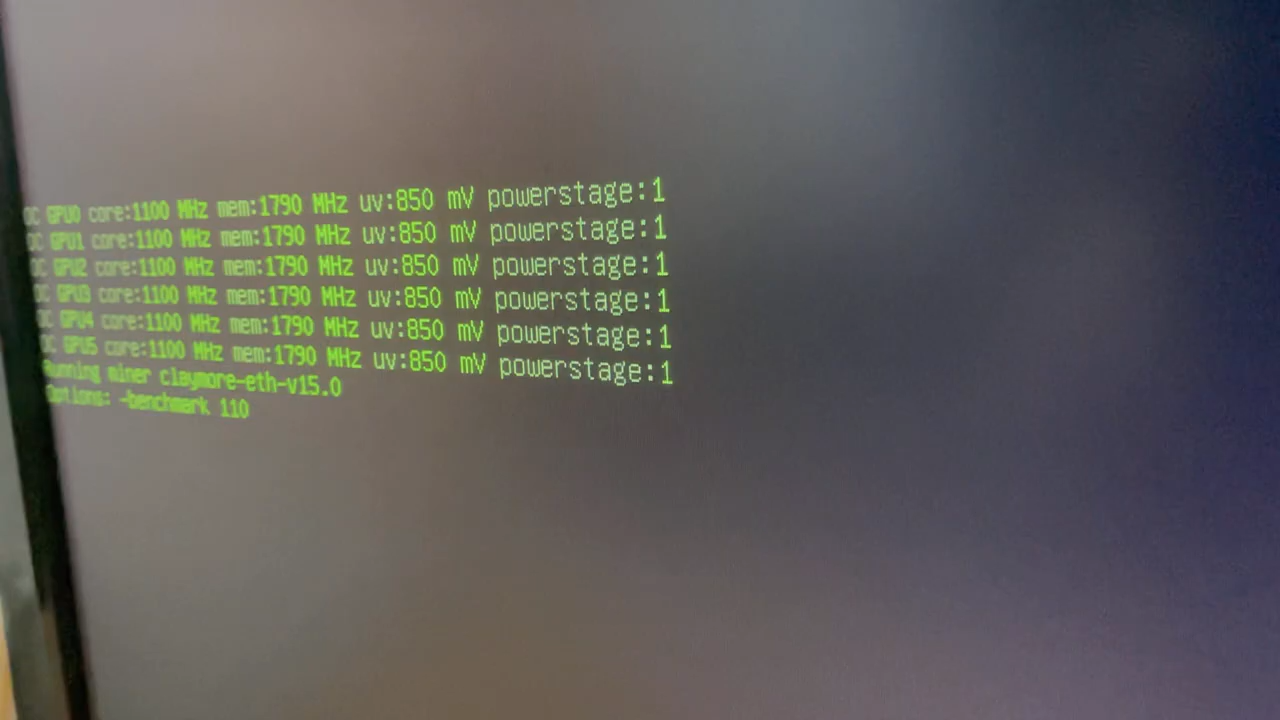 OC GPU0 core:1100 MHz mem:1790 MHz uv:850 mV powerstage:1
OC GPU1 core:1100 MHz mem:1790 MHz uv:850 mV powerstage:1
OC GPU2 core:1100 MHz mem:1790 MHz uv:850 mV powerstage:1
OC GPU3 core:1100 MHz mem:1790 MHz uv:850 mV powerstage:1
OC GPU4 core:1100 MHz mem:1790 MHz uv:850 mV powerstage:1
OC GPU5 core:1100 MHz mem:1790 MHz uv:850 mV powerstage:1
Running miner claymore-eth-v15.0
Options: -benchmark 110